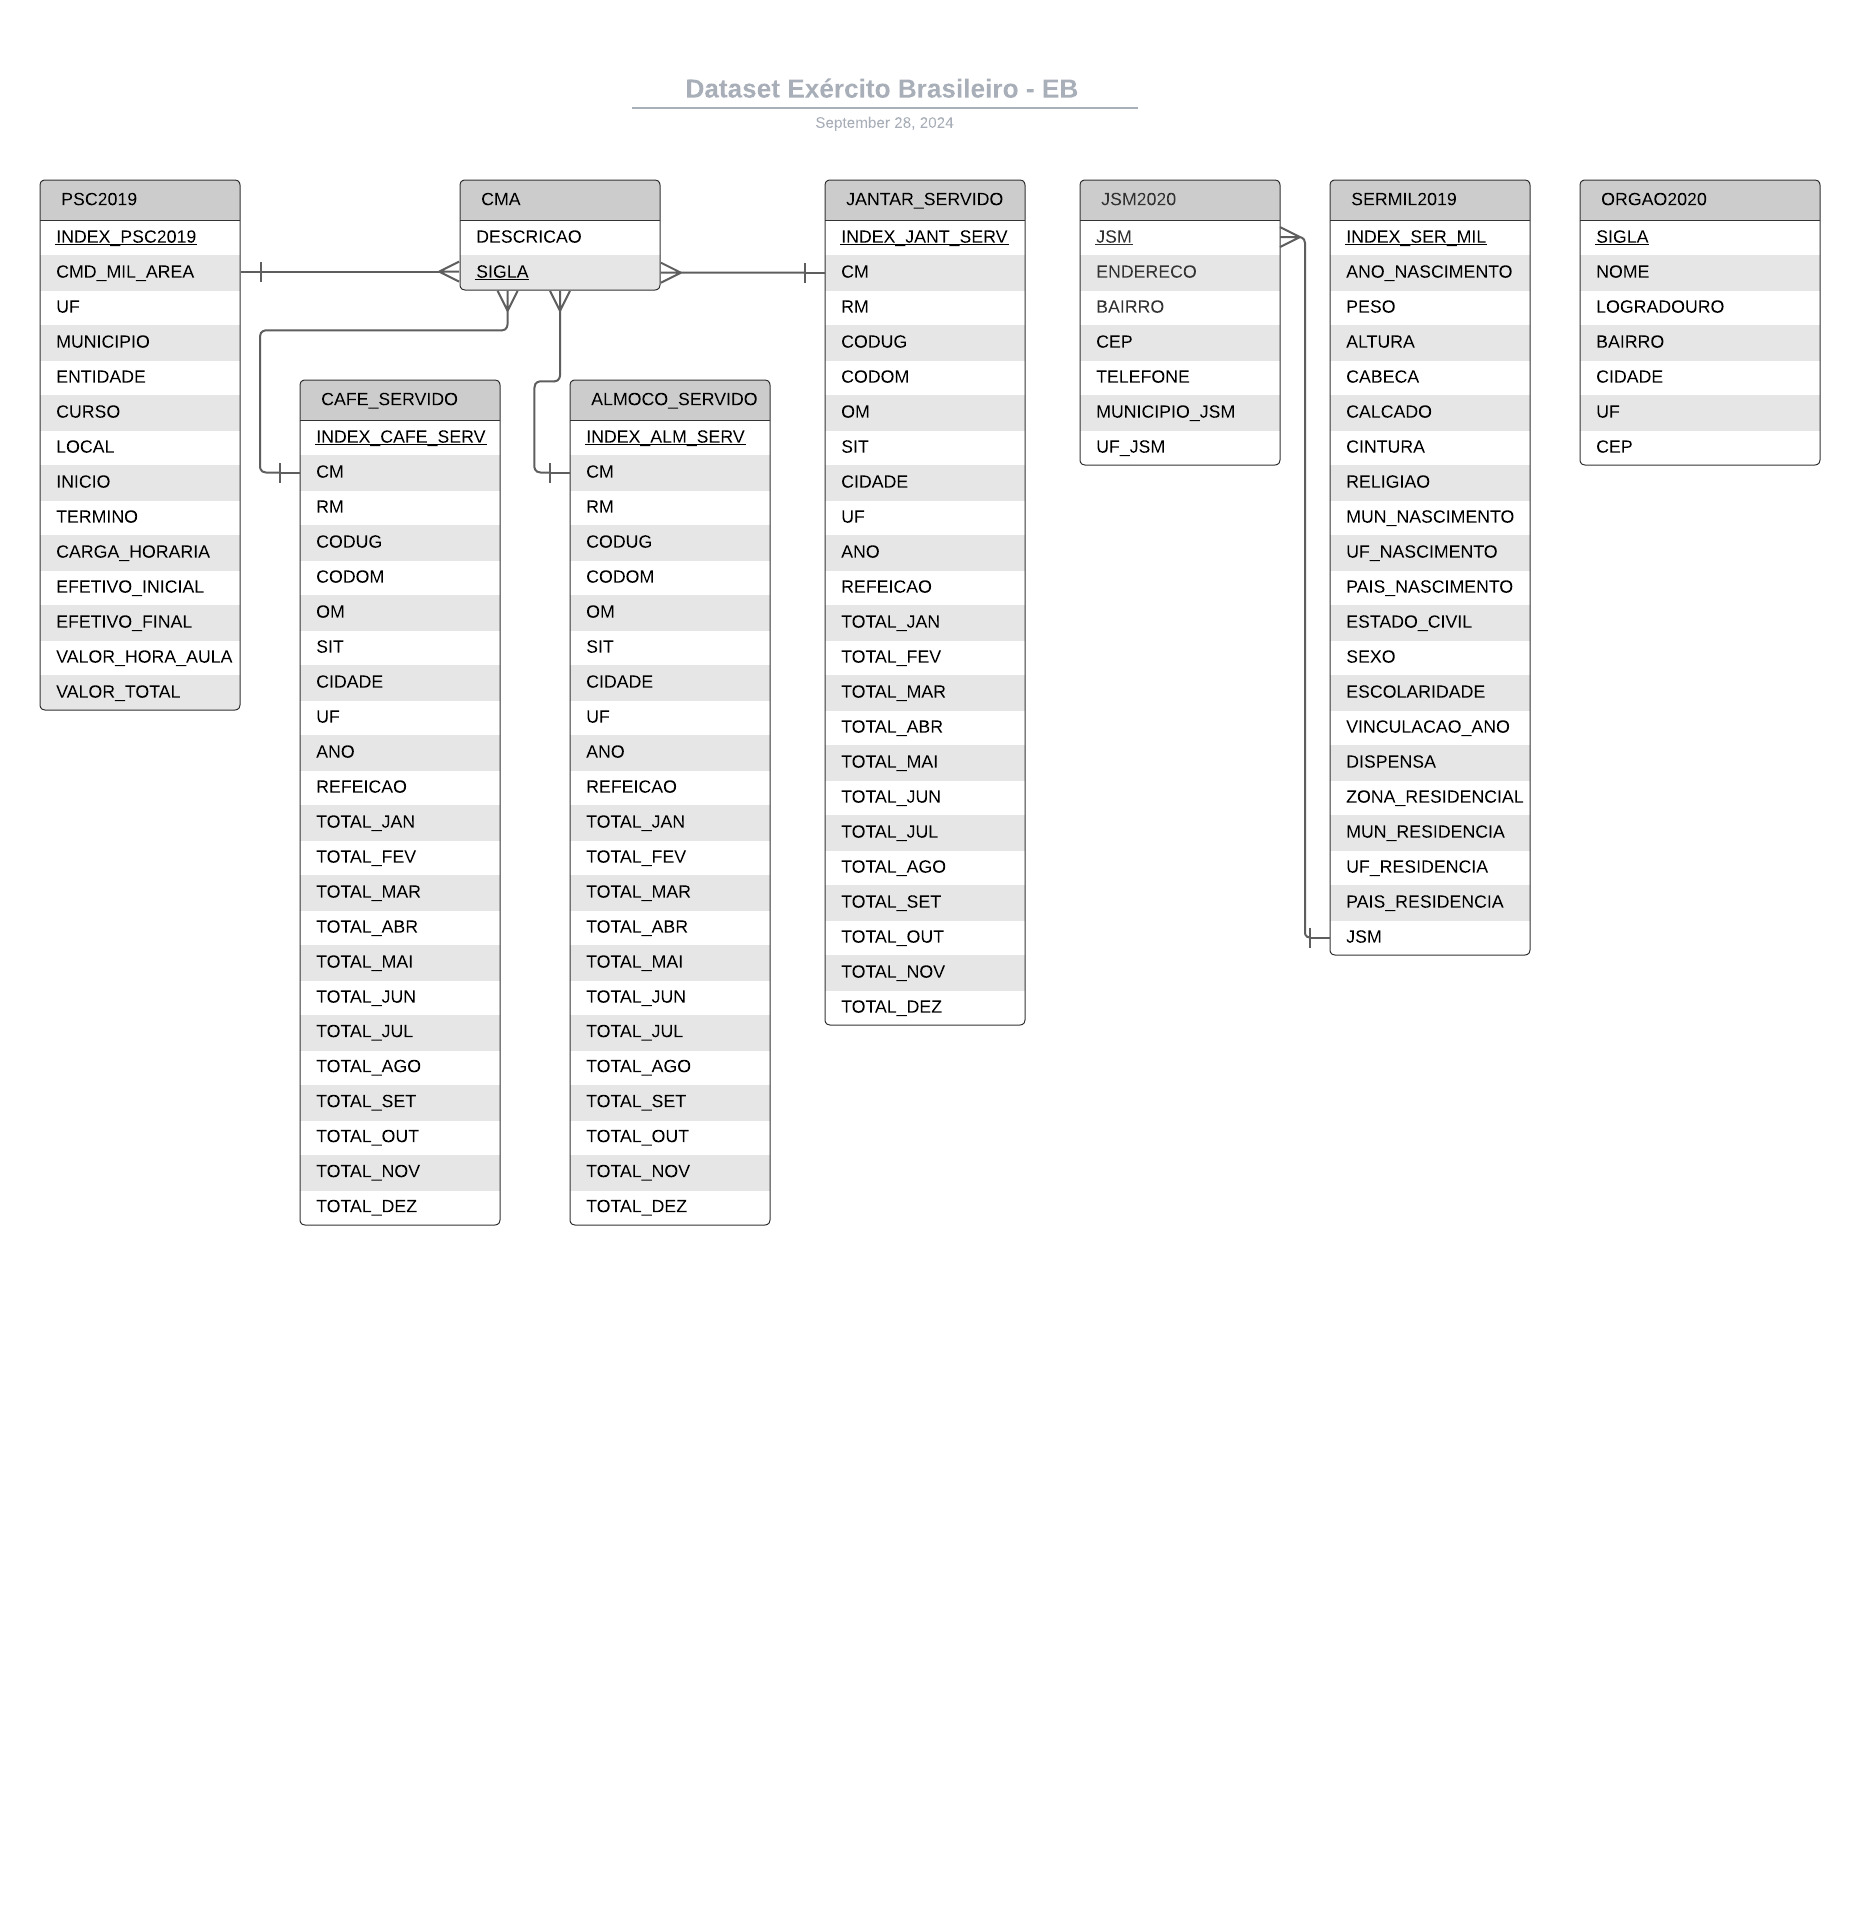 Dataset Exército Brasileiro - EB
September 28, 2024
PSC2019
INDEX_PSC2019
CMD_MIL_AREA
UF
MUNICIPIO
ENTIDADE
CURSO
LOCAL
INICIO
TERMINO
CARGA_HORARIA
EFETIVO_INICIAL
EFETIVO_FINAL
VALOR_HORA_AULA
VALOR_TOTAL
CMA
DESCRICAO
SIGLA
CAFE_SERVIDO
INDEX_CAFE_SERV
CM
RM
CODUG
CODOM
OM
SIT
CIDADE
UF
ANO
REFEICAO
TOTAL_JAN
TOTAL_FEV
TOTAL_MAR
TOTAL_ABR
TOTAL_MAI
TOTAL_JUN
TOTAL_JUL
TOTAL_AGO
TOTAL_SET
TOTAL_OUT
TOTAL_NOV
TOTAL_DEZ
ALMOCO_SERVIDO
INDEX_ALM_SERV
CM
RM
CODUG
CODOM
OM
SIT
CIDADE
UF
ANO
REFEICAO
TOTAL_JAN
TOTAL_FEV
TOTAL_MAR
TOTAL_ABR
TOTAL_MAI
TOTAL_JUN
TOTAL_JUL
TOTAL_AGO
TOTAL_SET
TOTAL_OUT
TOTAL_NOV
TOTAL_DEZ
JANTAR_SERVIDO
INDEX_JANT_SERV
CM
RM
CODUG
CODOM
OM
SIT
CIDADE
UF
ANO
REFEICAO
TOTAL_JAN
TOTAL_FEV
TOTAL_MAR
TOTAL_ABR
TOTAL_MAI
TOTAL_JUN
TOTAL_JUL
TOTAL_AGO
TOTAL_SET
TOTAL_OUT
TOTAL_NOV
TOTAL_DEZ
JSM2020
JSM
ENDERECO
BAIRRO
CEP
TELEFONE
MUNICIPIO_JSM
UF_JSM
SERMIL2019
INDEX_SER_MIL
ANO_NASCIMENTO
PESO
ALTURA
CABECA
CALCADO
CINTURA
RELIGIAO
MUN_NASCIMENTO
UF_NASCIMENTO
PAIS_NASCIMENTO
ESTADO_CIVIL
SEXO
ESCOLARIDADE
VINCULACAO_ANO
DISPENSA
ZONA_RESIDENCIAL
MUN_RESIDENCIA
UF_RESIDENCIA
PAIS_RESIDENCIA
JSM
ORGAO2020
SIGLA
NOME
LOGRADOURO
BAIRRO
CIDADE
UF
CEP